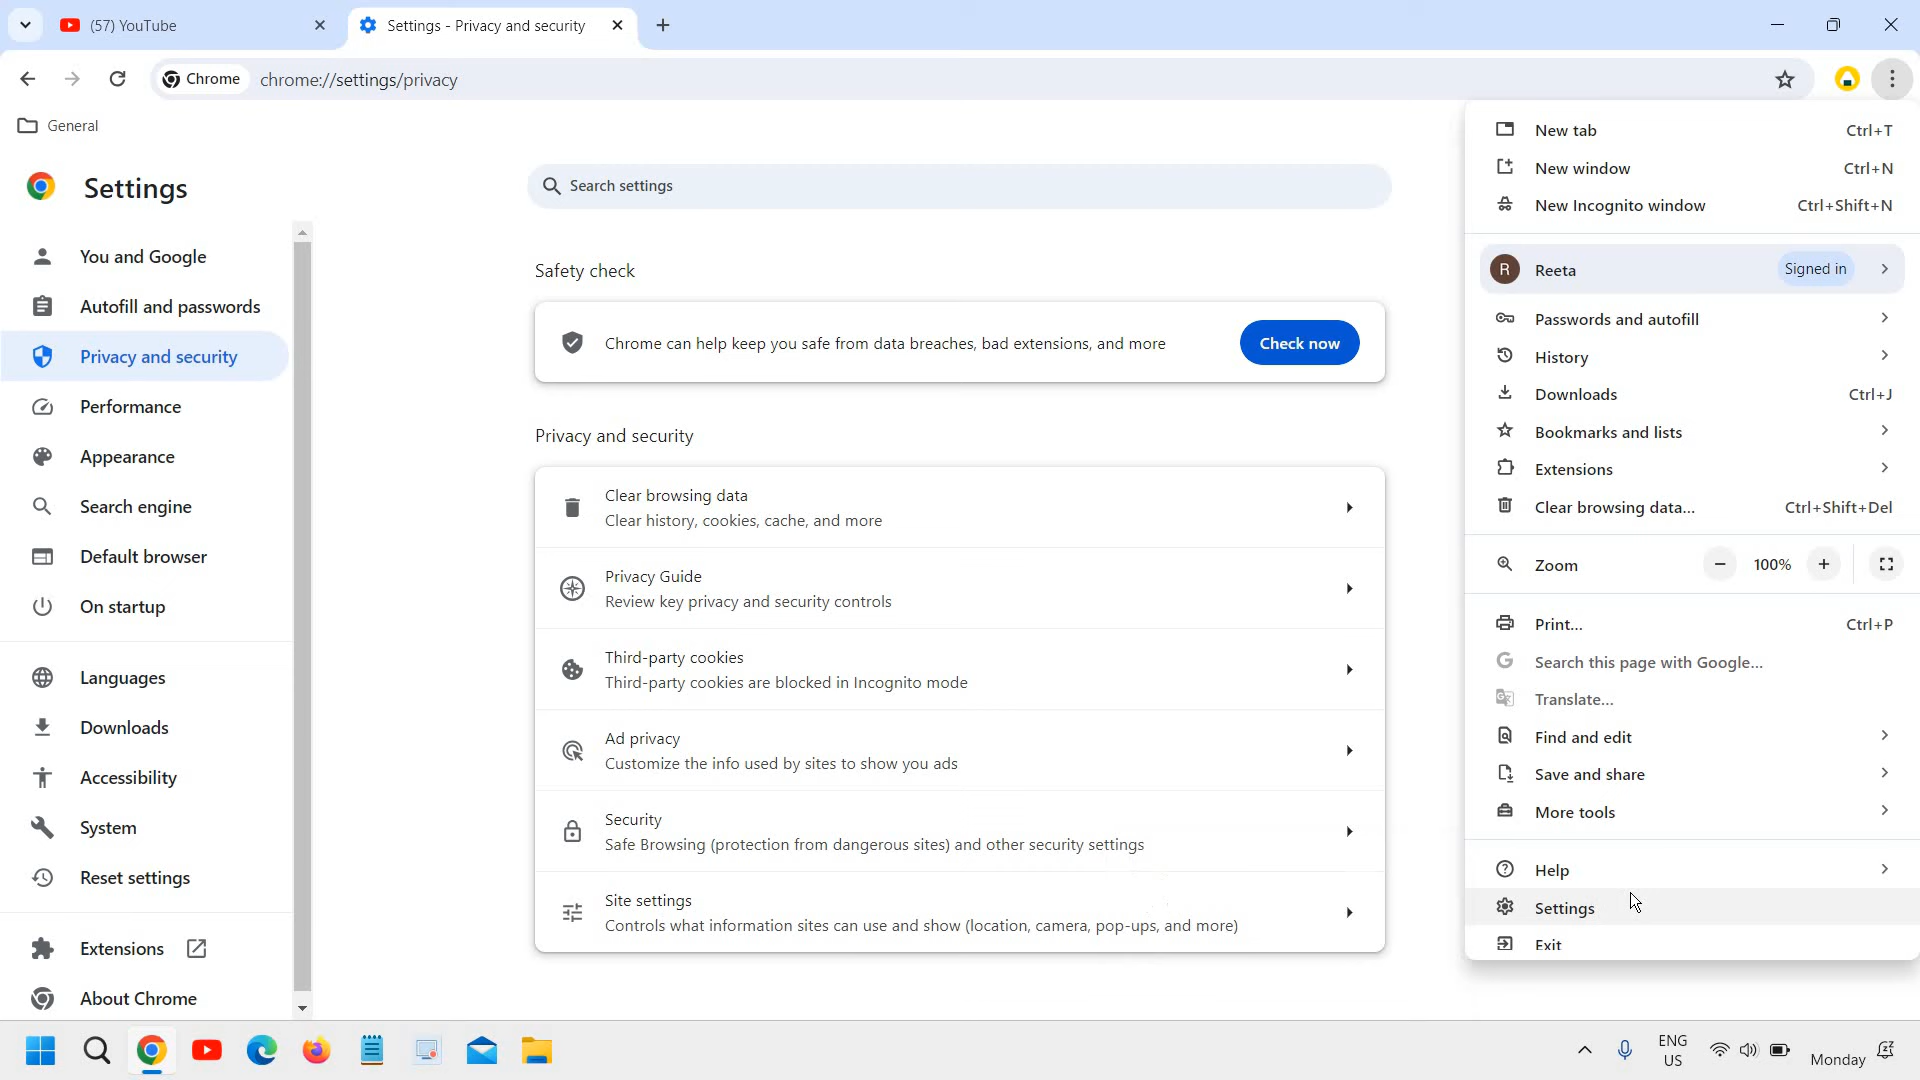 (57) YouTube
Settings - Privacy and security
Chrome
chrome://settings/privacy
General
Settings
You and Google
Autofill and passwords
Privacy and security
Performance
Appearance
Search engine
Default browser
On startup
Languages
Downloads
Accessibility
System
Reset settings
Extensions
About Chrome
Search settings
Safety check
Chrome can help keep you safe from data breaches, bad extensions, and more
Check now
Privacy and security
Clear browsing data
Clear history, cookies, cache, and more
Privacy Guide
Review key privacy and security controls
Third-party cookies
Third-party cookies are blocked in Incognito mode
Ad privacy
Customize the info used by sites to show you ads
Security
Safe Browsing (protection from dangerous sites) and other security settings
Site settings
Controls what information sites can use and show (location, camera, pop-ups, and more)
New tab Ctrl+T
New window Ctrl+N
New Incognito window Ctrl+Shift+N
R Reeta Signed in
Passwords and autofill
History
Downloads Ctrl+J
Bookmarks and lists
Extensions
Clear browsing data... Ctrl+Shift+Del
Zoom − 100% +
Print... Ctrl+P
G Search this page with Google...
Translate...
Find and edit
Save and share
More tools
Help
Settings
Exit
ENG
US
Monday